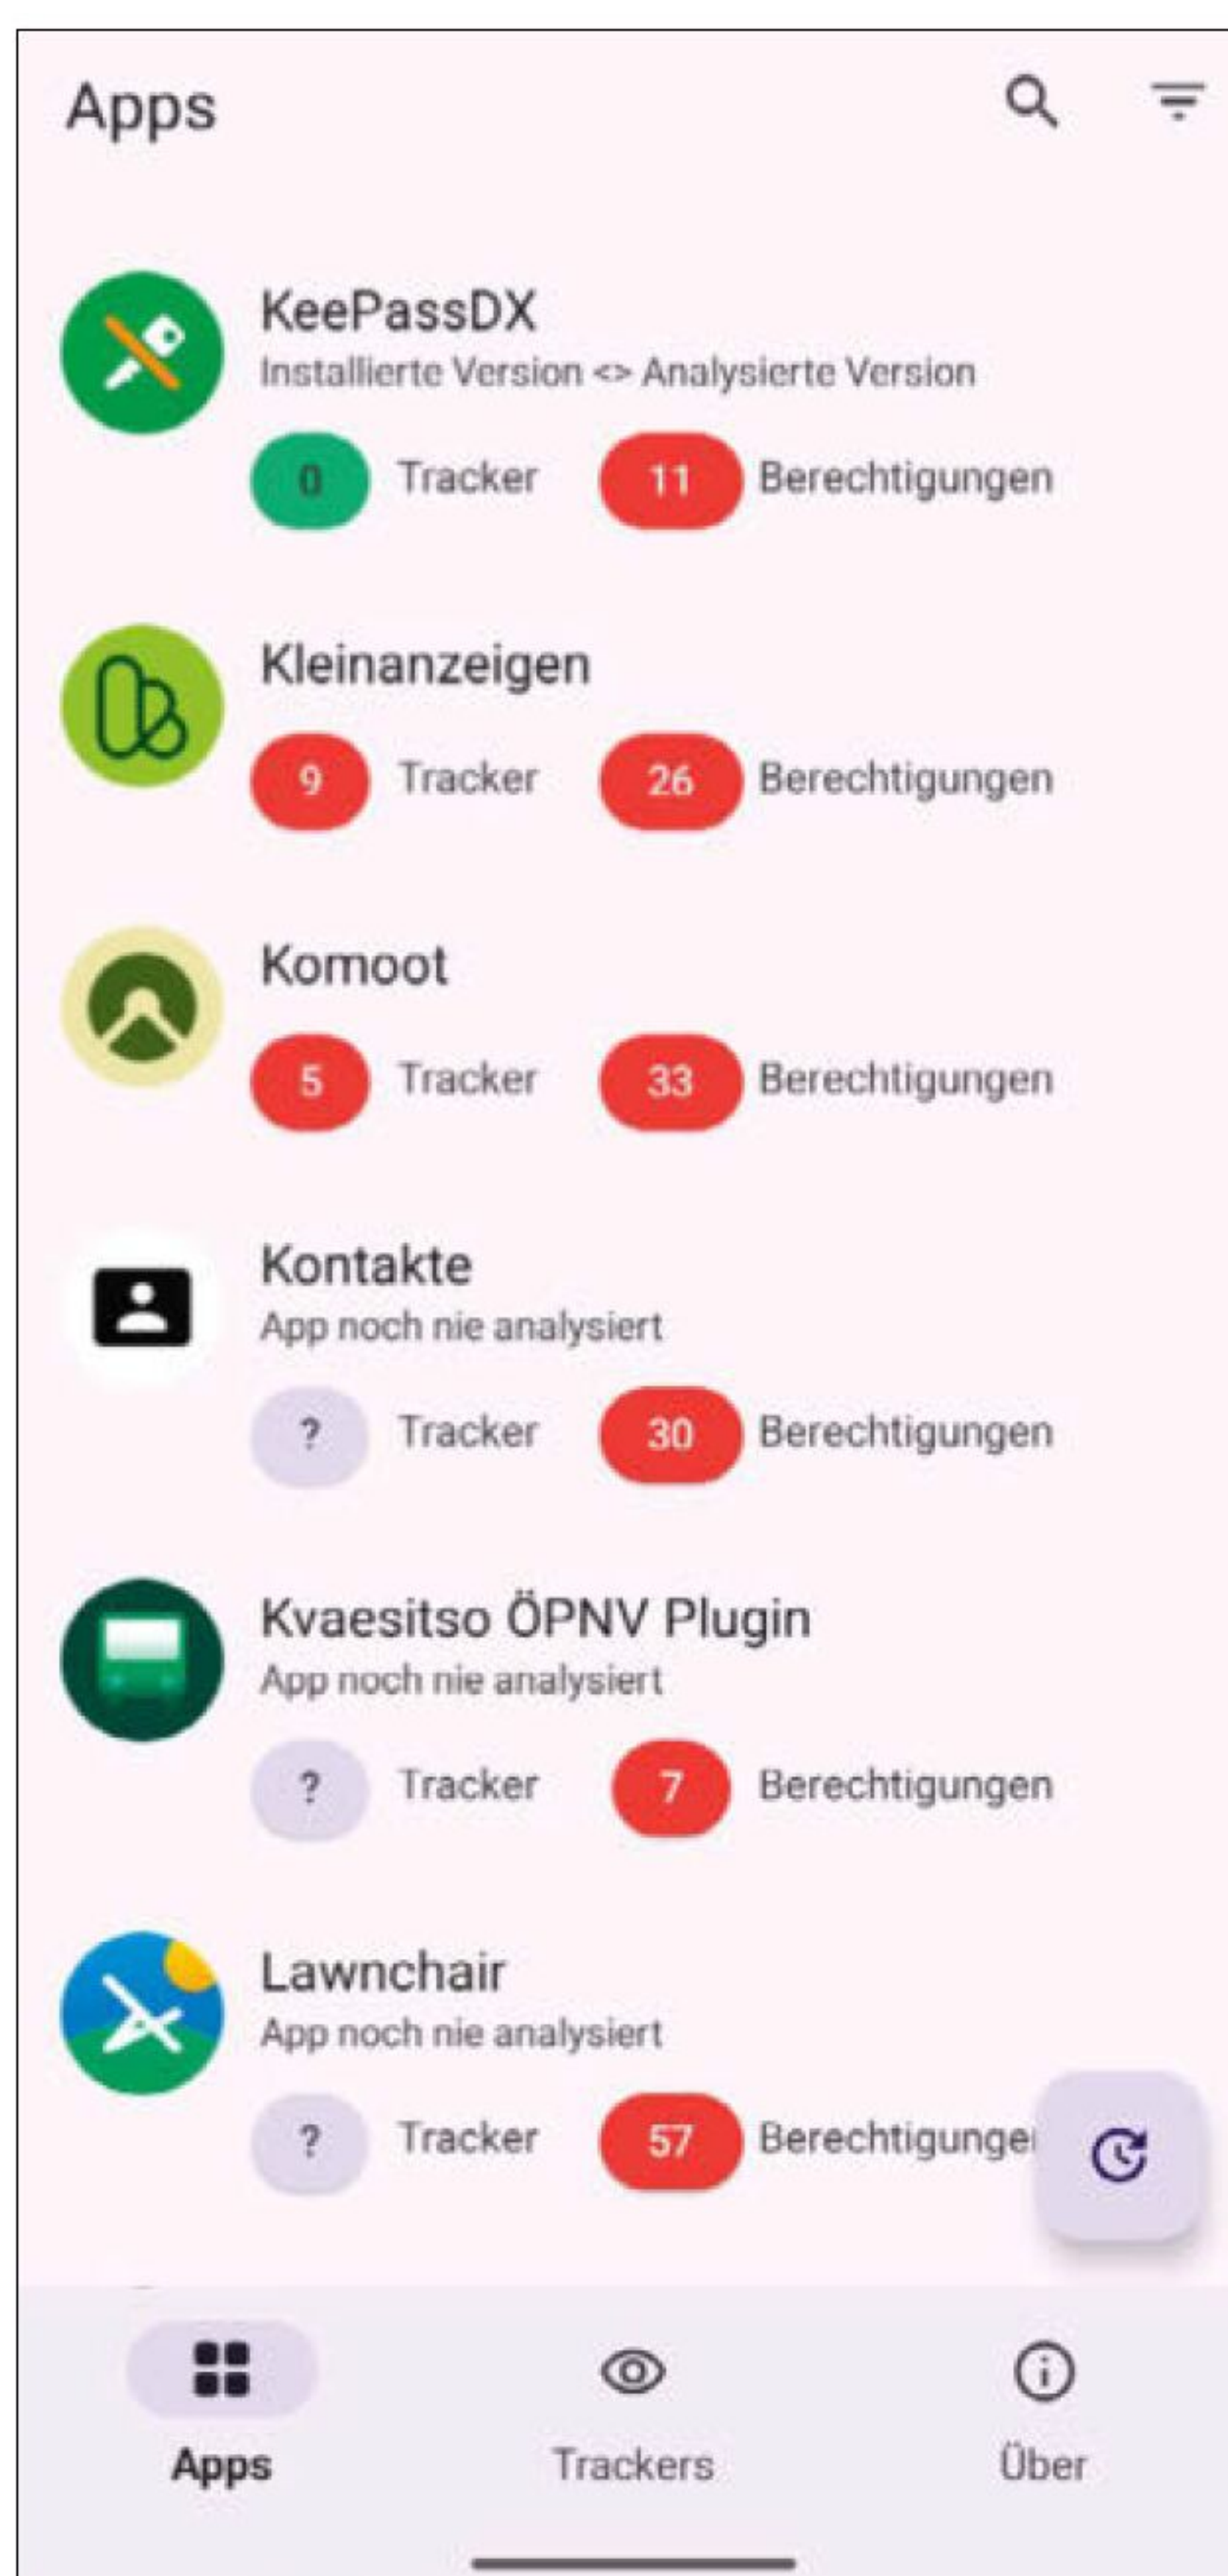 Apps
KeePassDX
Installierte Version <> Analysierte Version
0 Tracker 11 Berechtigungen
Kleinanzeigen
9 Tracker 26 Berechtigungen
Komoot
5 Tracker 33 Berechtigungen
Kontakte
App noch nie analysiert
? Tracker 30 Berechtigungen
Kvaesitso ÖPNV Plugin
App noch nie analysiert
? Tracker 7 Berechtigungen
Lawnchair
App noch nie analysiert
? Tracker 57 Berechtigunge
Apps Trackers Über